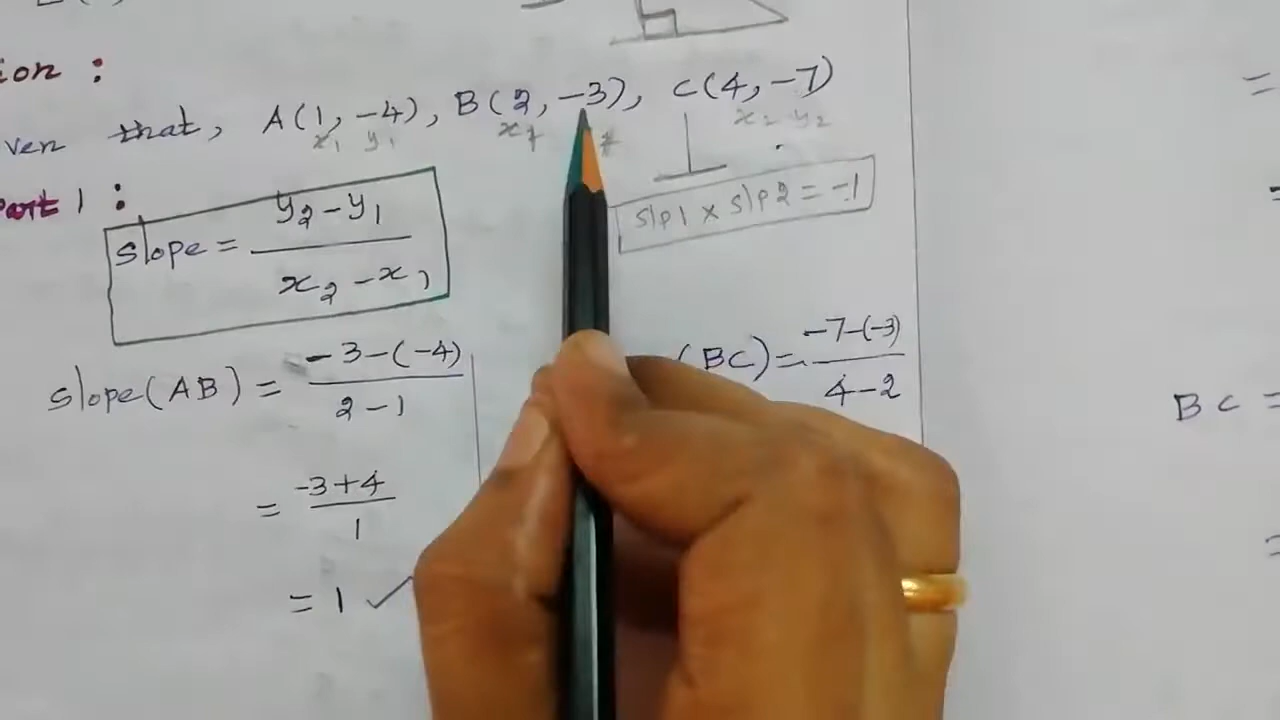 ion :
ven that, A(1, -4), B(2, -3), C(4, -7)
x₁ y₁ x₂ y₂
Part 1 :
slope = y₂ - y₁ / x₂ - x₁
slp1 × slp2 = -1
slope(AB) = -3-(-4) / 2-1
= -3+4 / 1
= 1 ✓
(BC) = -7-(-3) / 4-2
=
BC =
=